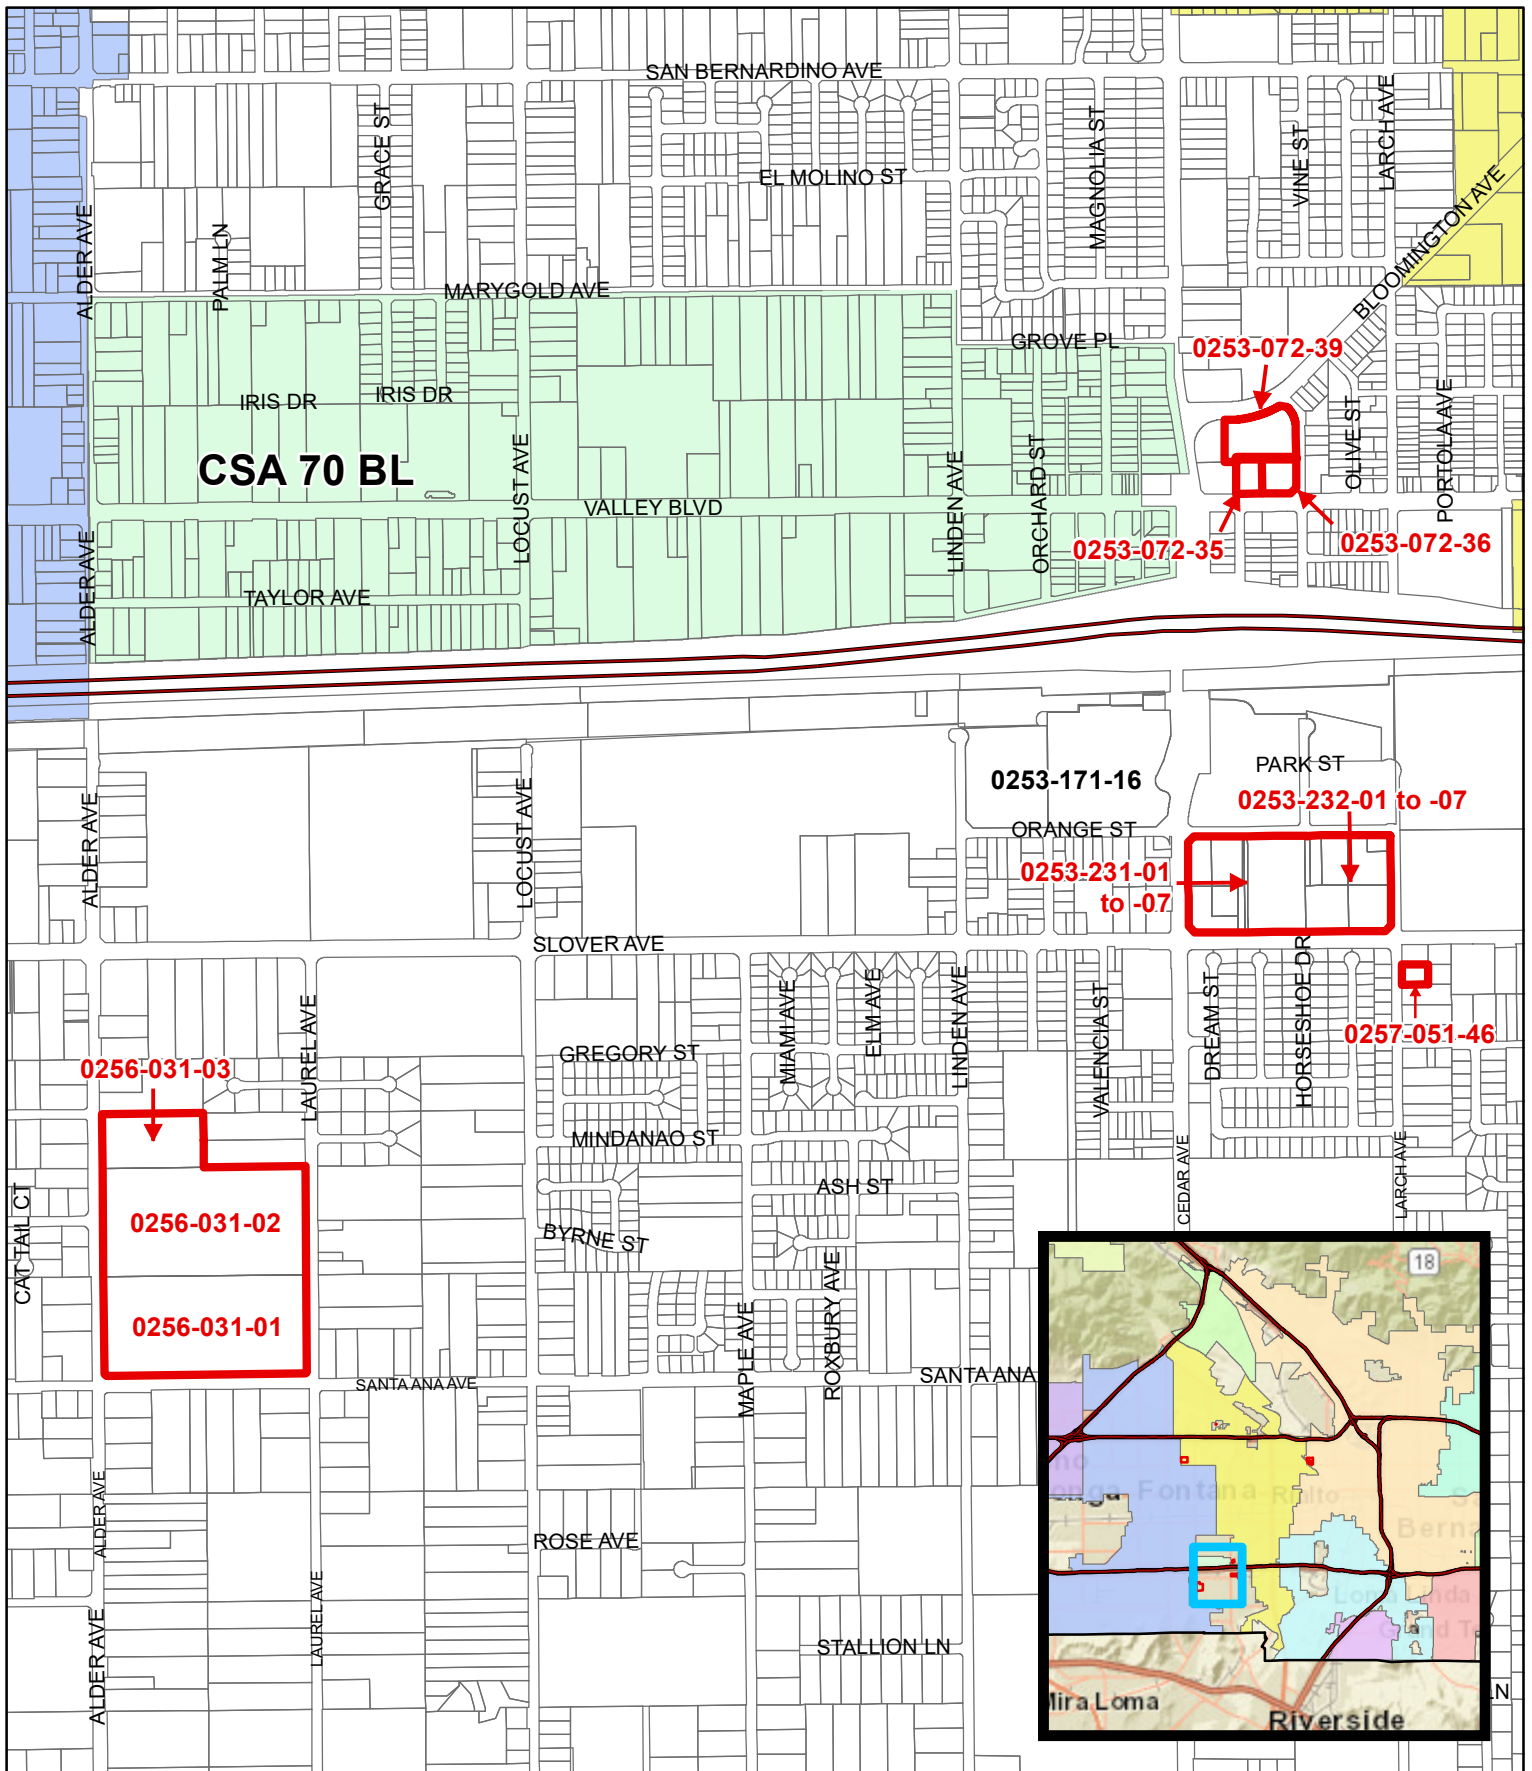 SAN BERNARDINO AVE
GRACE ST
MAGNOLIA ST
VINE ST
LARCH AVE
EL MOLINO ST
BLOOMINGTON AVE
ALDER AVE
PALM LN
MARYGOLD AVE
GROVE PL
0253-072-39
IRIS DR
IRIS DR
CSA 70 BL
LOCUST AVE
LINDEN AVE
ORCHARD ST
OLIVE ST
PORTOLA AVE
VALLEY BLVD
0253-072-35
0253-072-36
ALDER AVE
TAYLOR AVE
0253-171-16
PARK ST
0253-232-01 to -07
ALDER AVE
LOCUST AVE
ORANGE ST
0253-231-01
to -07
SLOVER AVE
LAUREL AVE
MIAMI AVE
ELM AVE
LINDEN AVE
VALENCIA ST
DREAM ST
HORSESHOE DR
0257-051-46
GREGORY ST
0256-031-03
MINDANAO ST
CEDAR AVE
LARCH AVE
CAT TAIL CT
0256-031-02
ASH ST
BYRNE ST
0256-031-01
MAPLE AVE
ROXBURY AVE
SANTA ANA AVE
SANTA ANA
ALDER AVE
ROSE AVE
LAUREL AVE
ALDER AVE
STALLION LN
LN
18
Fontana
Rialto
Berna
Loma Linda
Mira Loma
Riverside